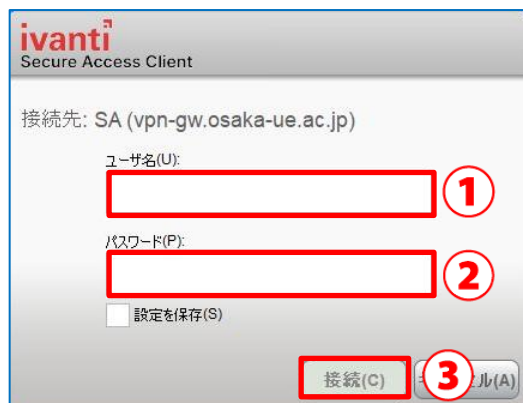 ivanti
Secure Access Client
接続先: SA (vpn-gw.osaka-ue.ac.jp)
ユーザ名(U):
①
パスワード(P):
②
設定を保存(S)
接続(C) ③ ル(A)